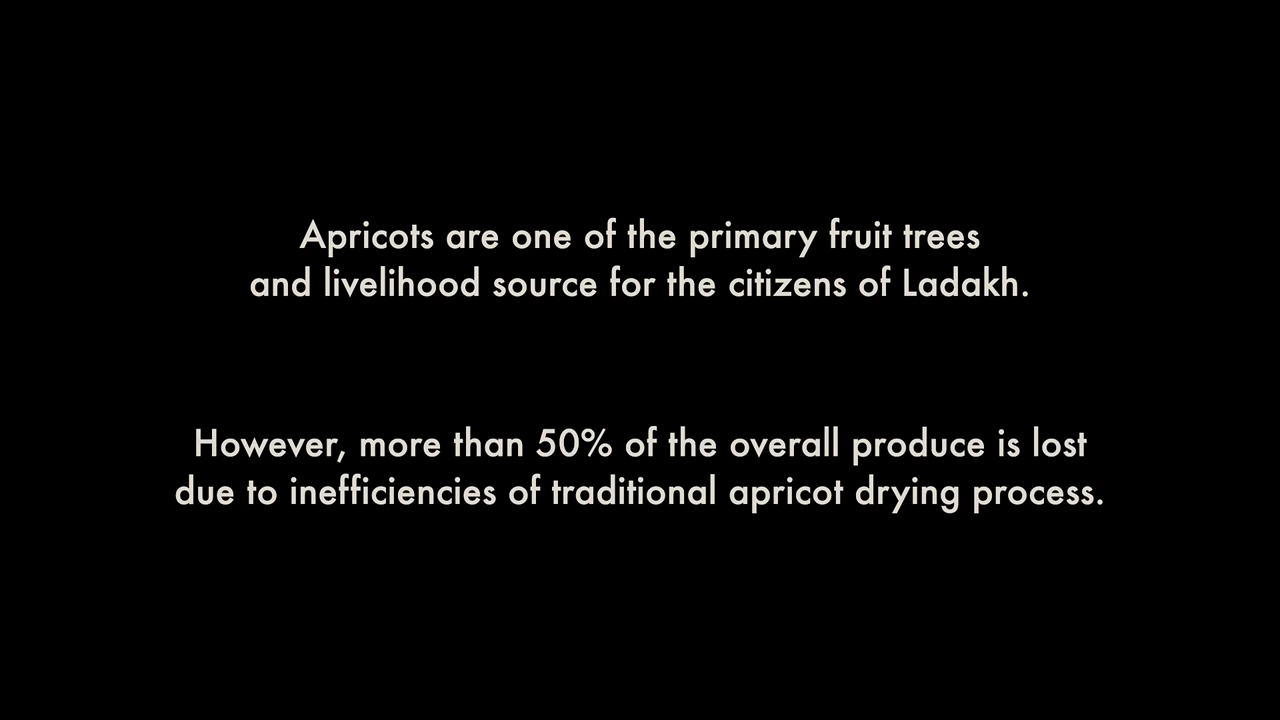 Apricots are one of the primary fruit trees
and livelihood source for the citizens of Ladakh.
However, more than 50% of the overall produce is lost
due to inefficiencies of traditional apricot drying process.